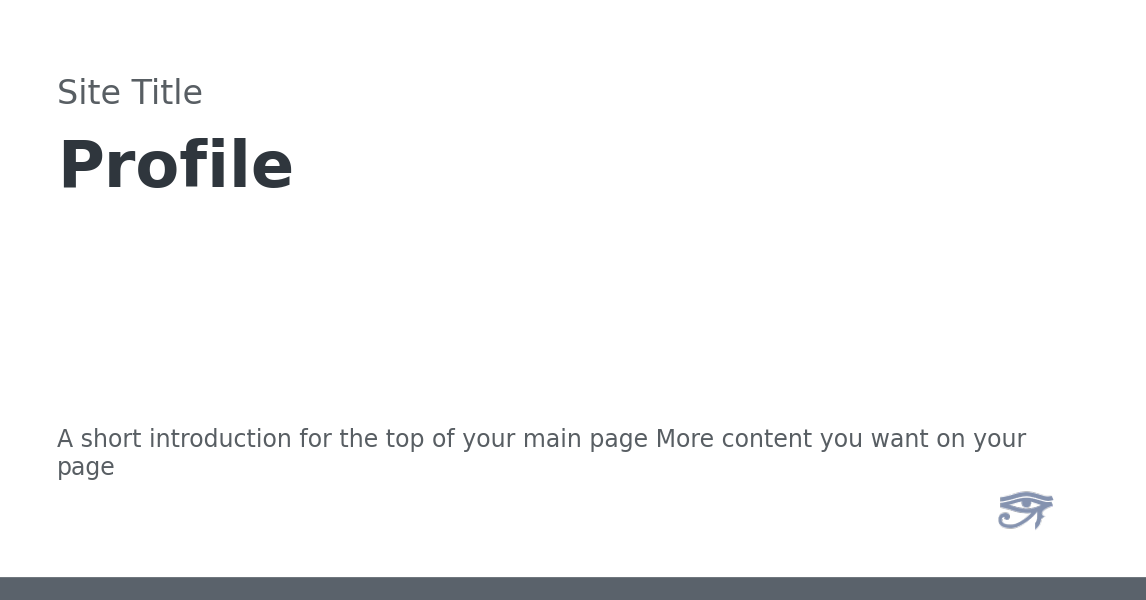 Site Title
Profile
A short introduction for the top of your main page More content you want on your
page